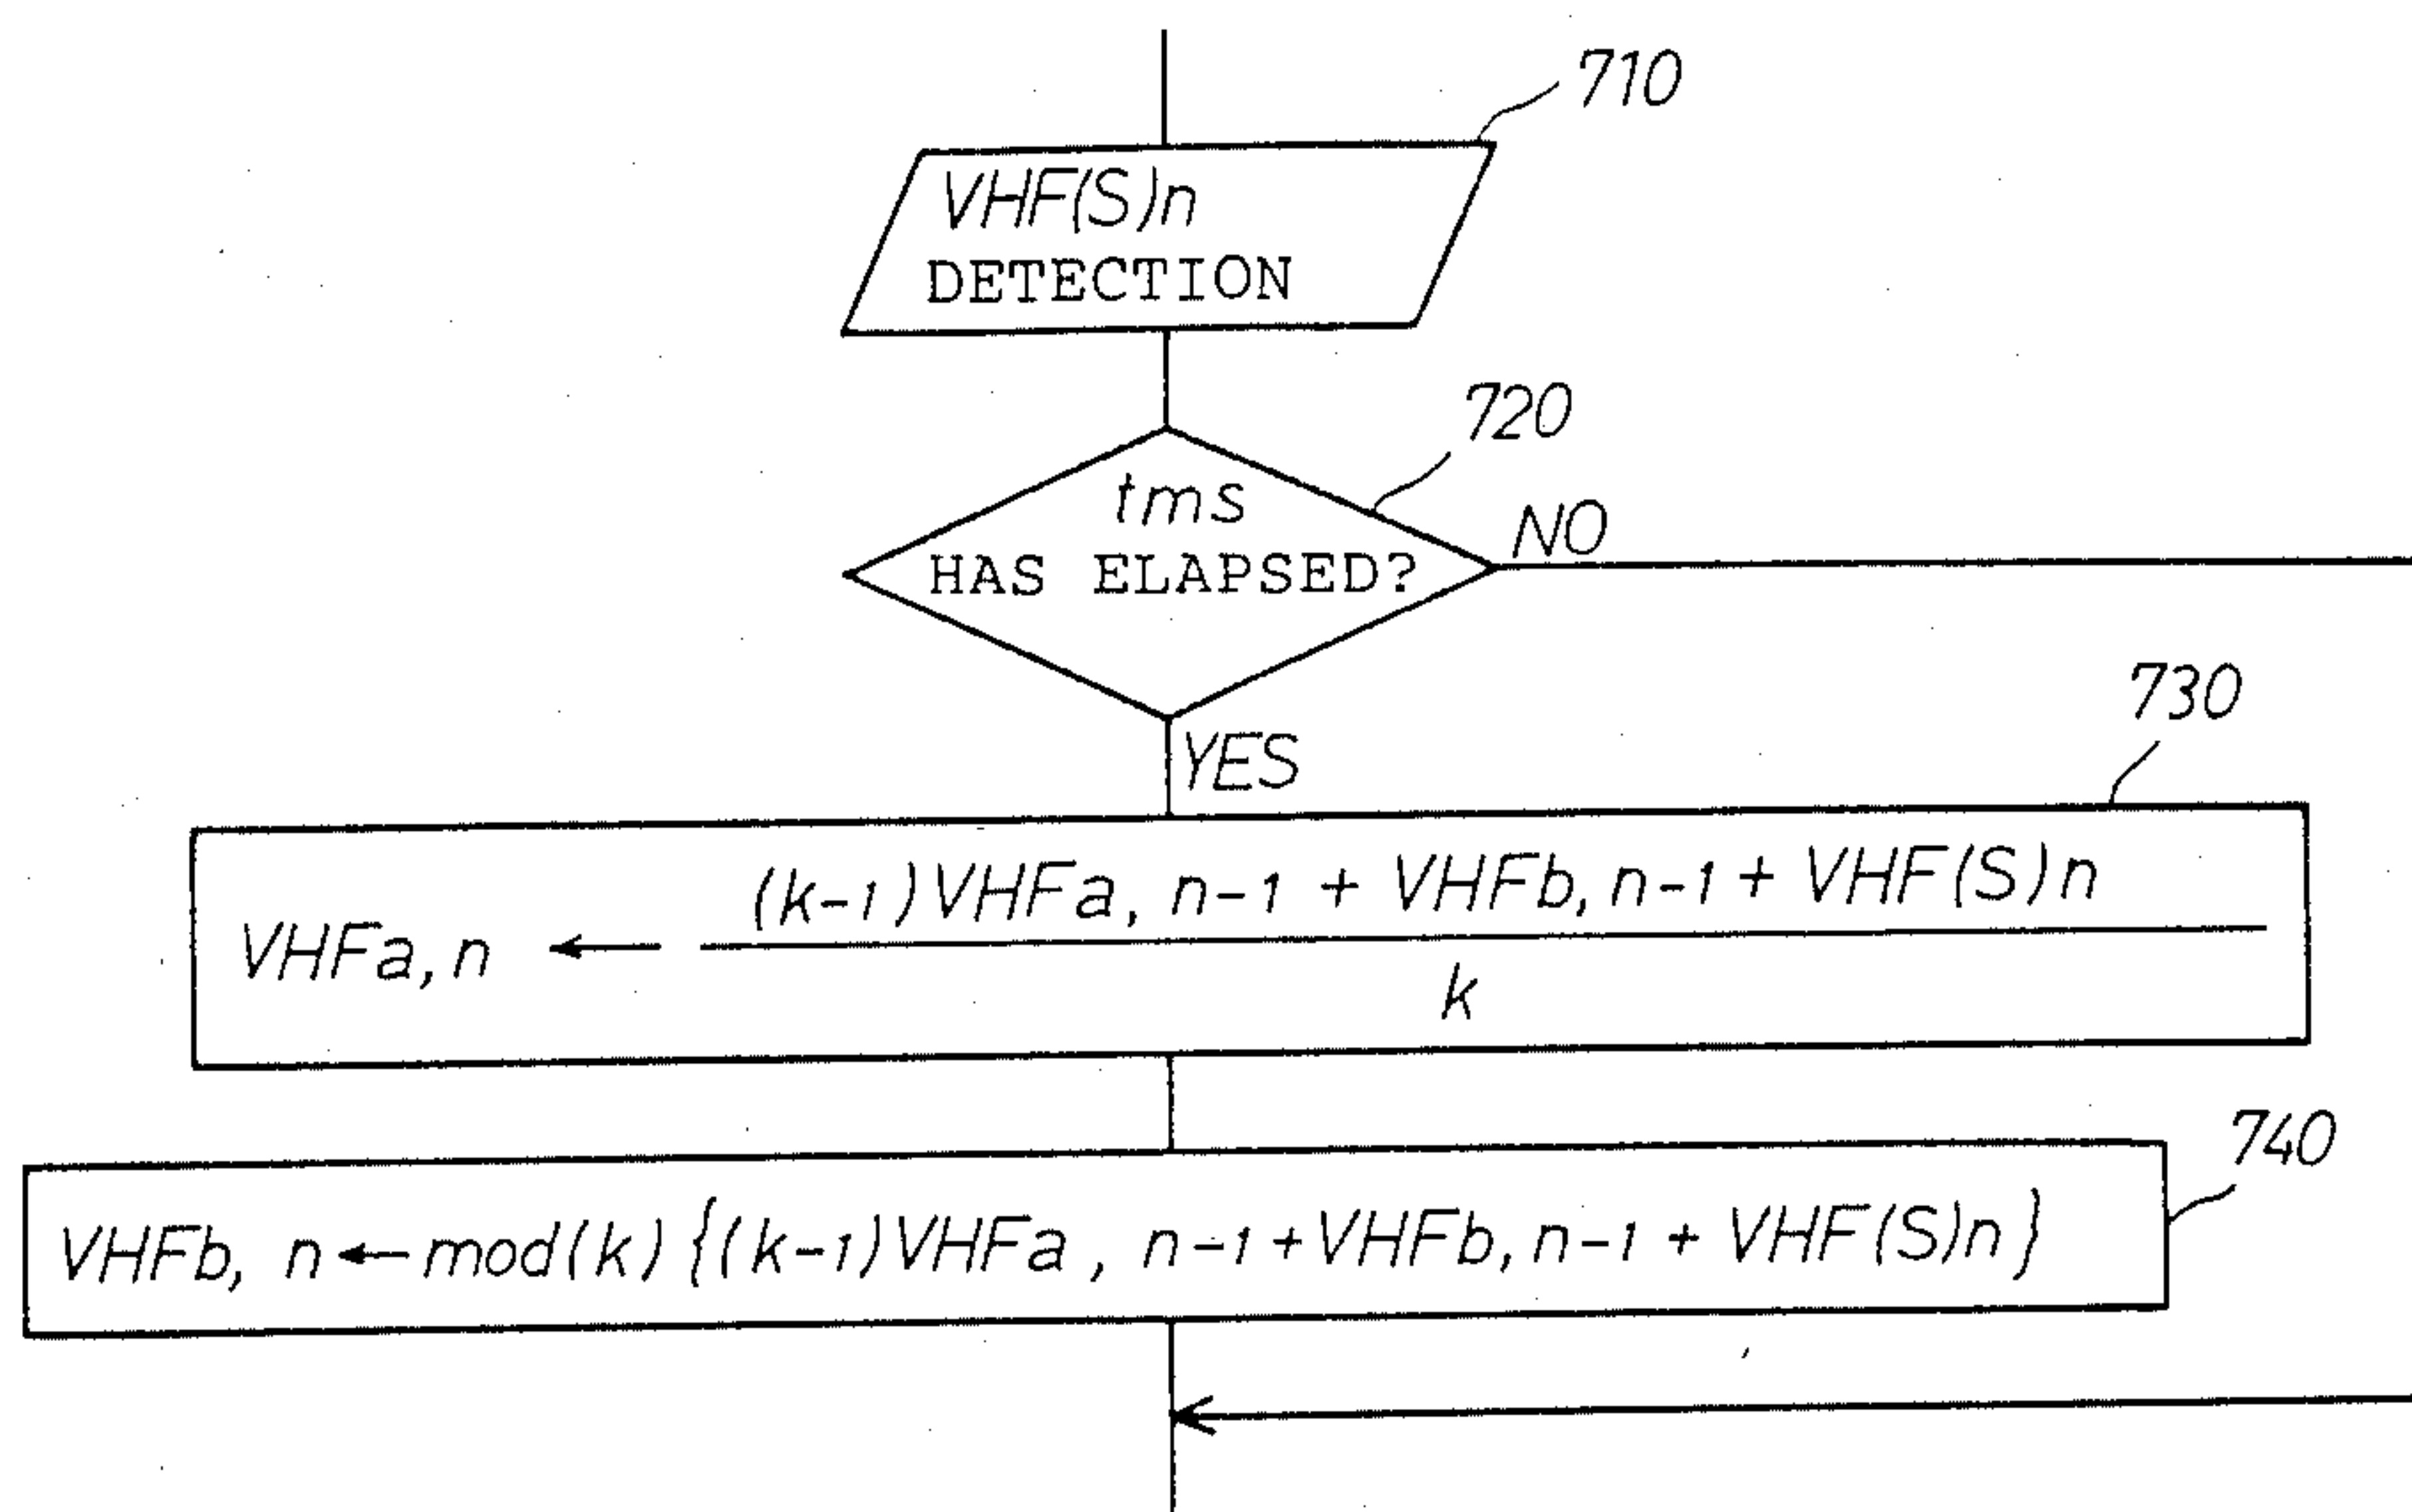 710
VHF(S)n
DETECTION
720
tms
HAS ELAPSED?
NO
730
YES
(k-1)VHFa, n-1 + VHFb, n-1 + VHF(S)n
VHFa, n ←
k
740
VHFb, n ← mod(k) {(k-1)VHFa, n-1 + VHFb, n-1 + VHF(S)n}